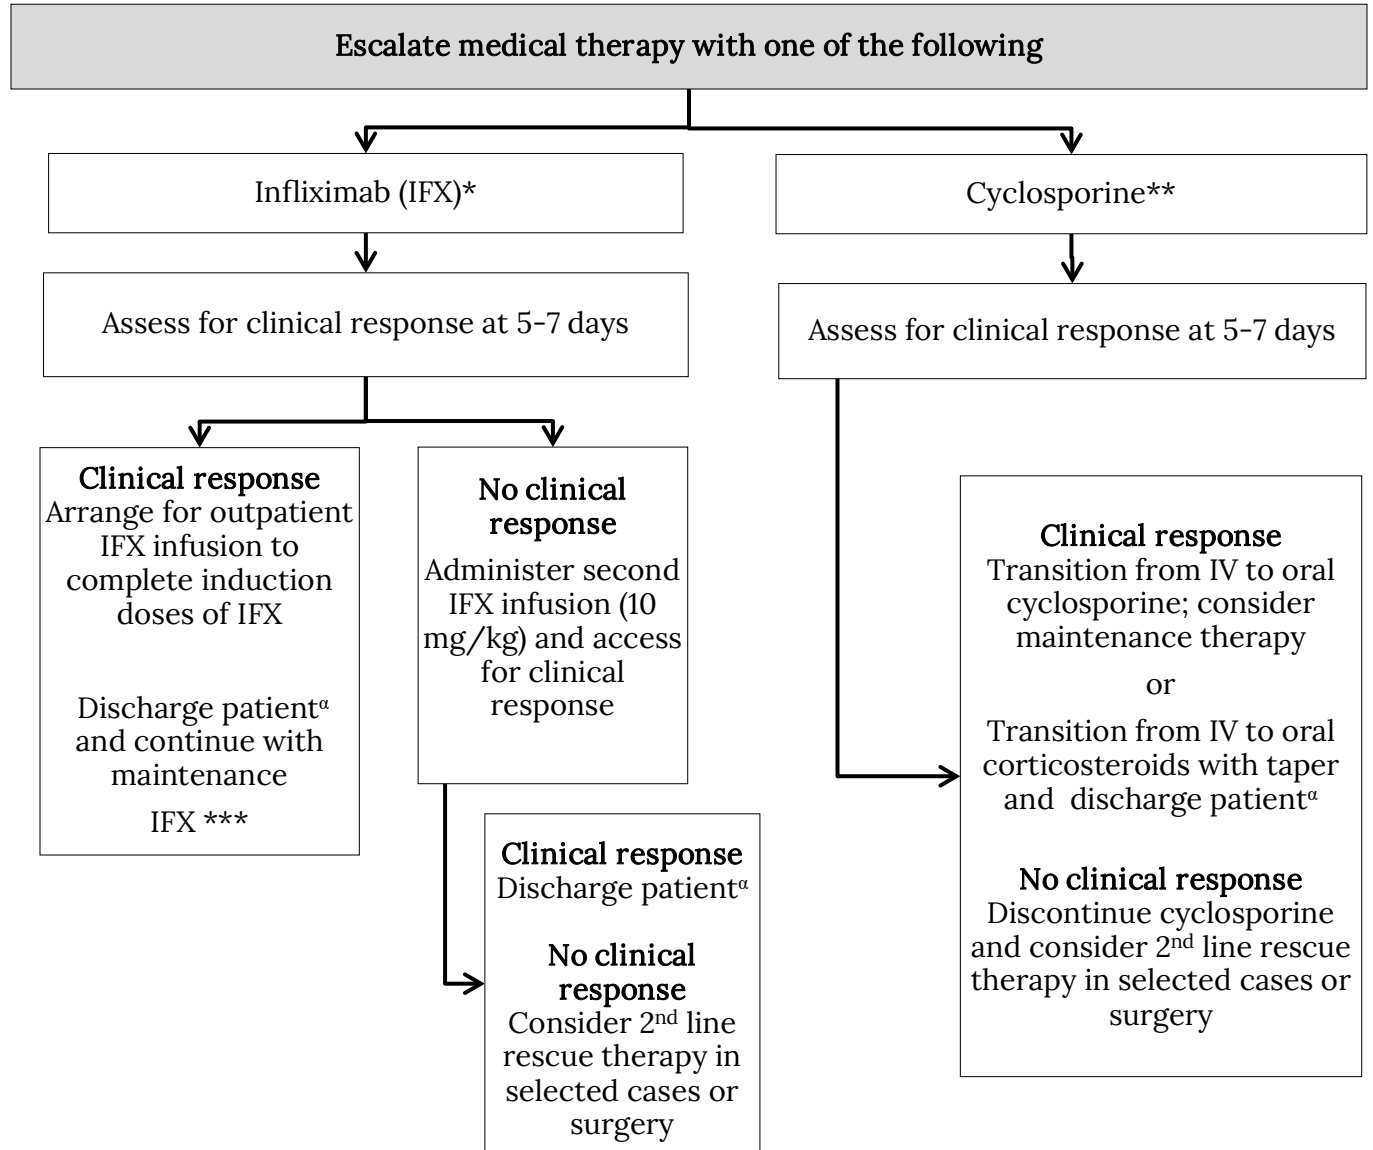 Escalate medical therapy with one of the following
Infliximab (IFX)*
Cyclosporine**
Assess for clinical response at 5-7 days
Assess for clinical response at 5-7 days
Clinical response
Arrange for outpatient
IFX infusion to
complete induction
doses of IFX
Discharge patientᵅ
and continue with
maintenance
IFX ***
No clinical
response
Administer second
IFX infusion (10
mg/kg) and access
for clinical
response
Clinical response
Discharge patientᵅ
No clinical
response
Consider 2ⁿᵈ line
rescue therapy in
selected cases or
surgery
Clinical response
Transition from IV to oral
cyclosporine; consider
maintenance therapy
or
Transition from IV to oral
corticosteroids with taper
and discharge patientᵅ
No clinical response
Discontinue cyclosporine
and consider 2ⁿᵈ line rescue
therapy in selected cases or
surgery